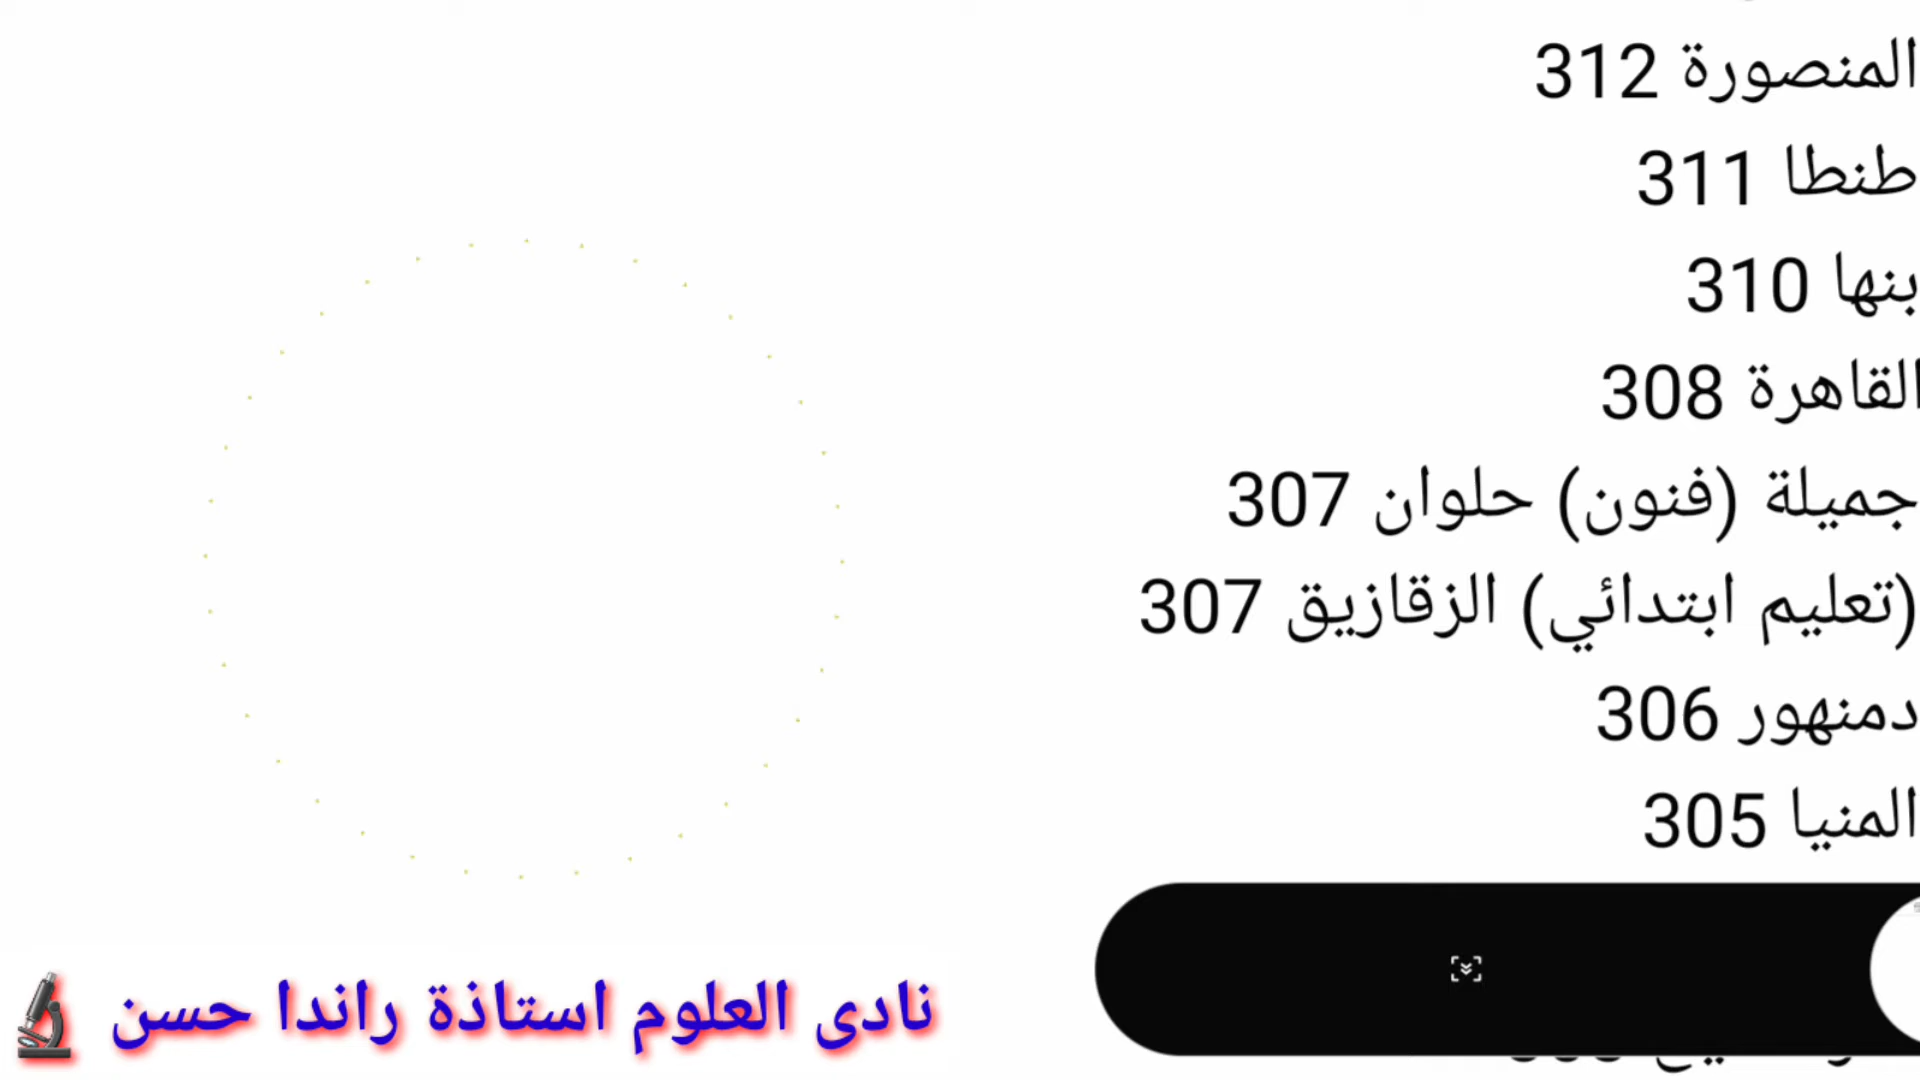 المنصورة 312
طنطا 311
بنها 310
القاهرة 308
جميلة (فنون) حلوان 307
(تعليم ابتدائي) الزقازيق 307
دمنهور 306
المنيا 305
نادى العلوم استاذة راندا حسن